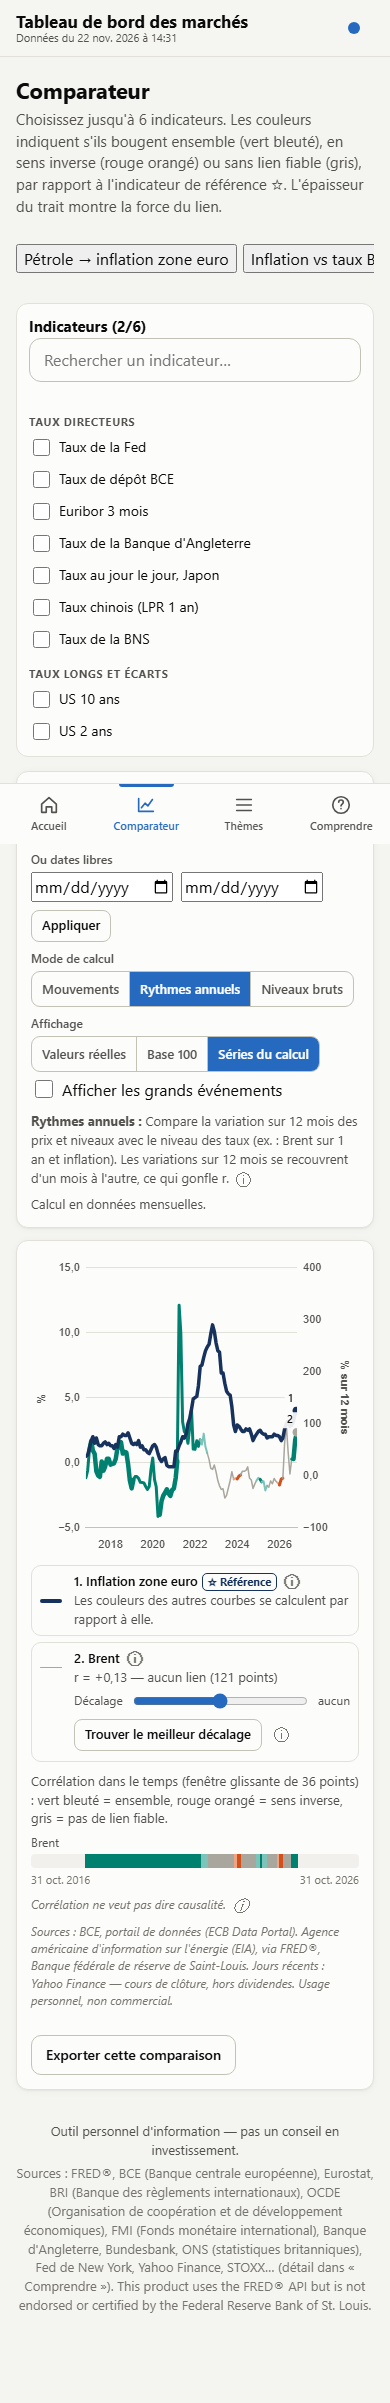 Tableau de bord des marchés
Données du 22 nov. 2026 à 14:31
Comparateur
Choisissez jusqu'à 6 indicateurs. Les couleurs
indiquent s'ils bougent ensemble (vert bleuté), en
sens inverse (rouge orangé) ou sans lien fiable (gris),
par rapport à l'indicateur de référence ☆. L'épaisseur
du trait montre la force du lien.
Pétrole → inflation zone euro
Inflation vs taux B
Indicateurs (2/6)
Rechercher un indicateur...
TAUX DIRECTEURS
Taux de la Fed
Taux de dépôt BCE
Euribor 3 mois
Taux de la Banque d'Angleterre
Taux au jour le jour, Japon
Taux chinois (LPR 1 an)
Taux de la BNS
TAUX LONGS ET ÉCARTS
US 10 ans
US 2 ans
Accueil
Comparateur
Thèmes
Comprendre
Ou dates libres
mm/dd/yyyy
mm/dd/yyyy
Appliquer
Mode de calcul
Mouvements
Rythmes annuels
Niveaux bruts
Affichage
Valeurs réelles
Base 100
Séries du calcul
Afficher les grands événements
Rythmes annuels : Compare la variation sur 12 mois des
prix et niveaux avec le niveau des taux (ex. : Brent sur 1
an et inflation). Les variations sur 12 mois se recouvrent
d'un mois à l'autre, ce qui gonfle r. ⓘ
Calcul en données mensuelles.
15,0
10,0
5,0
0,0
−5,0
%
400
300
200
100
0,0
−100
% sur 12 mois
1
2
2018
2020
2022
2024
2026
1. Inflation zone euro ☆ Référence ⓘ
Les couleurs des autres courbes se calculent par
rapport à elle.
2. Brent ⓘ
r = +0,13 — aucun lien (121 points)
Décalage
aucun
Trouver le meilleur décalage ⓘ
Corrélation dans le temps (fenêtre glissante de 36 points)
: vert bleuté = ensemble, rouge orangé = sens inverse,
gris = pas de lien fiable.
Brent
31 oct. 2016
31 oct. 2026
Corrélation ne veut pas dire causalité. ⓘ
Sources : BCE, portail de données (ECB Data Portal). Agence
américaine d'information sur l'énergie (EIA), via FRED®,
Banque fédérale de réserve de Saint-Louis. Jours récents :
Yahoo Finance — cours de clôture, hors dividendes. Usage
personnel, non commercial.
Exporter cette comparaison
Outil personnel d'information — pas un conseil en
investissement.
Sources : FRED®, BCE (Banque centrale européenne), Eurostat,
BRI (Banque des règlements internationaux), OCDE
(Organisation de coopération et de développement
économiques), FMI (Fonds monétaire international), Banque
d'Angleterre, Bundesbank, ONS (statistiques britanniques),
Fed de New York, Yahoo Finance, STOXX… (détail dans «
Comprendre »). This product uses the FRED® API but is not
endorsed or certified by the Federal Reserve Bank of St. Louis.